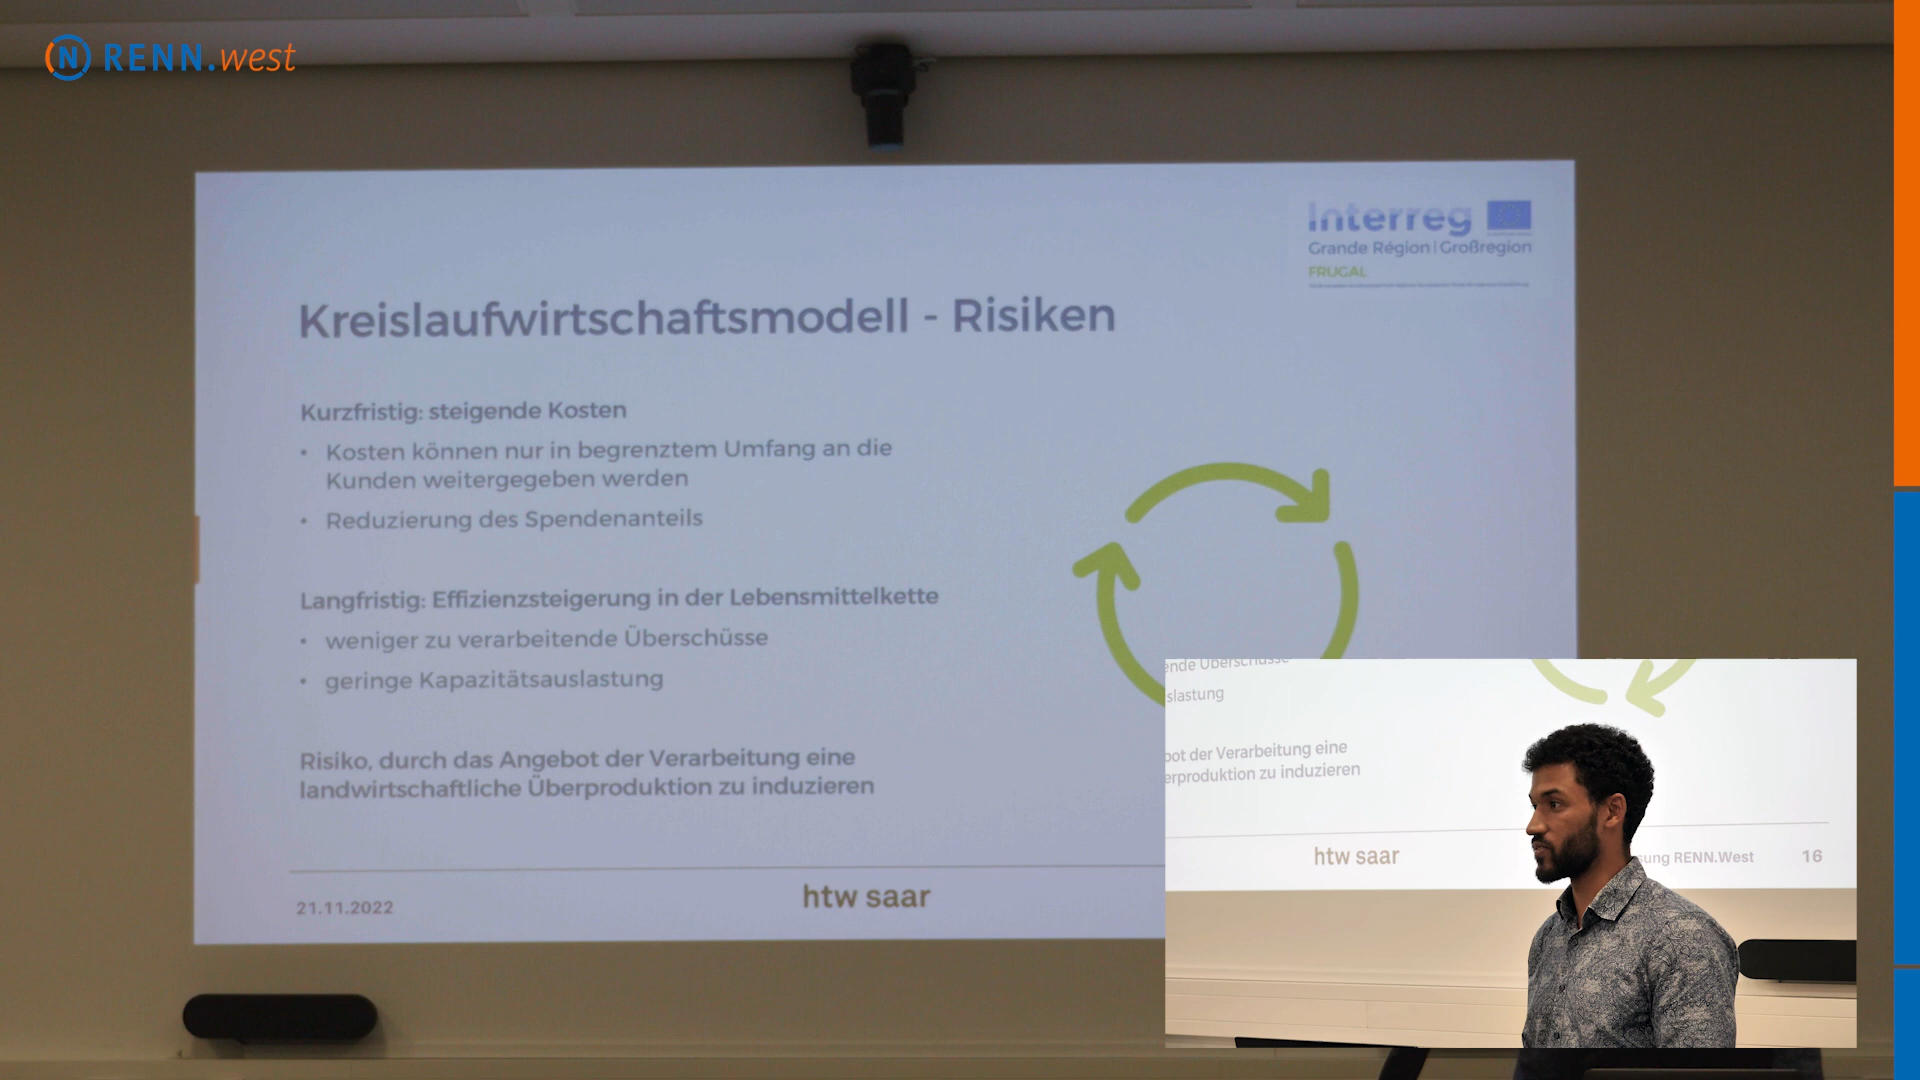 RENN.west
Interreg
Grande Région | Großregion
FRUGAL
Kreislaufwirtschaftsmodell - Risiken
Kurzfristig: steigende Kosten
• Kosten können nur in begrenztem Umfang an die
Kunden weitergegeben werden
• Reduzierung des Spendenanteils
Langfristig: Effizienzsteigerung in der Lebensmittelkette
• weniger zu verarbeitende Überschüsse
• geringe Kapazitätsauslastung
Risiko, durch das Angebot der Verarbeitung eine
landwirtschaftliche Überproduktion zu induzieren
21.11.2022
htw saar
ende Überschüsse
slastung
bot der Verarbeitung eine
erproduktion zu induzieren
htw saar
sung RENN.West
16